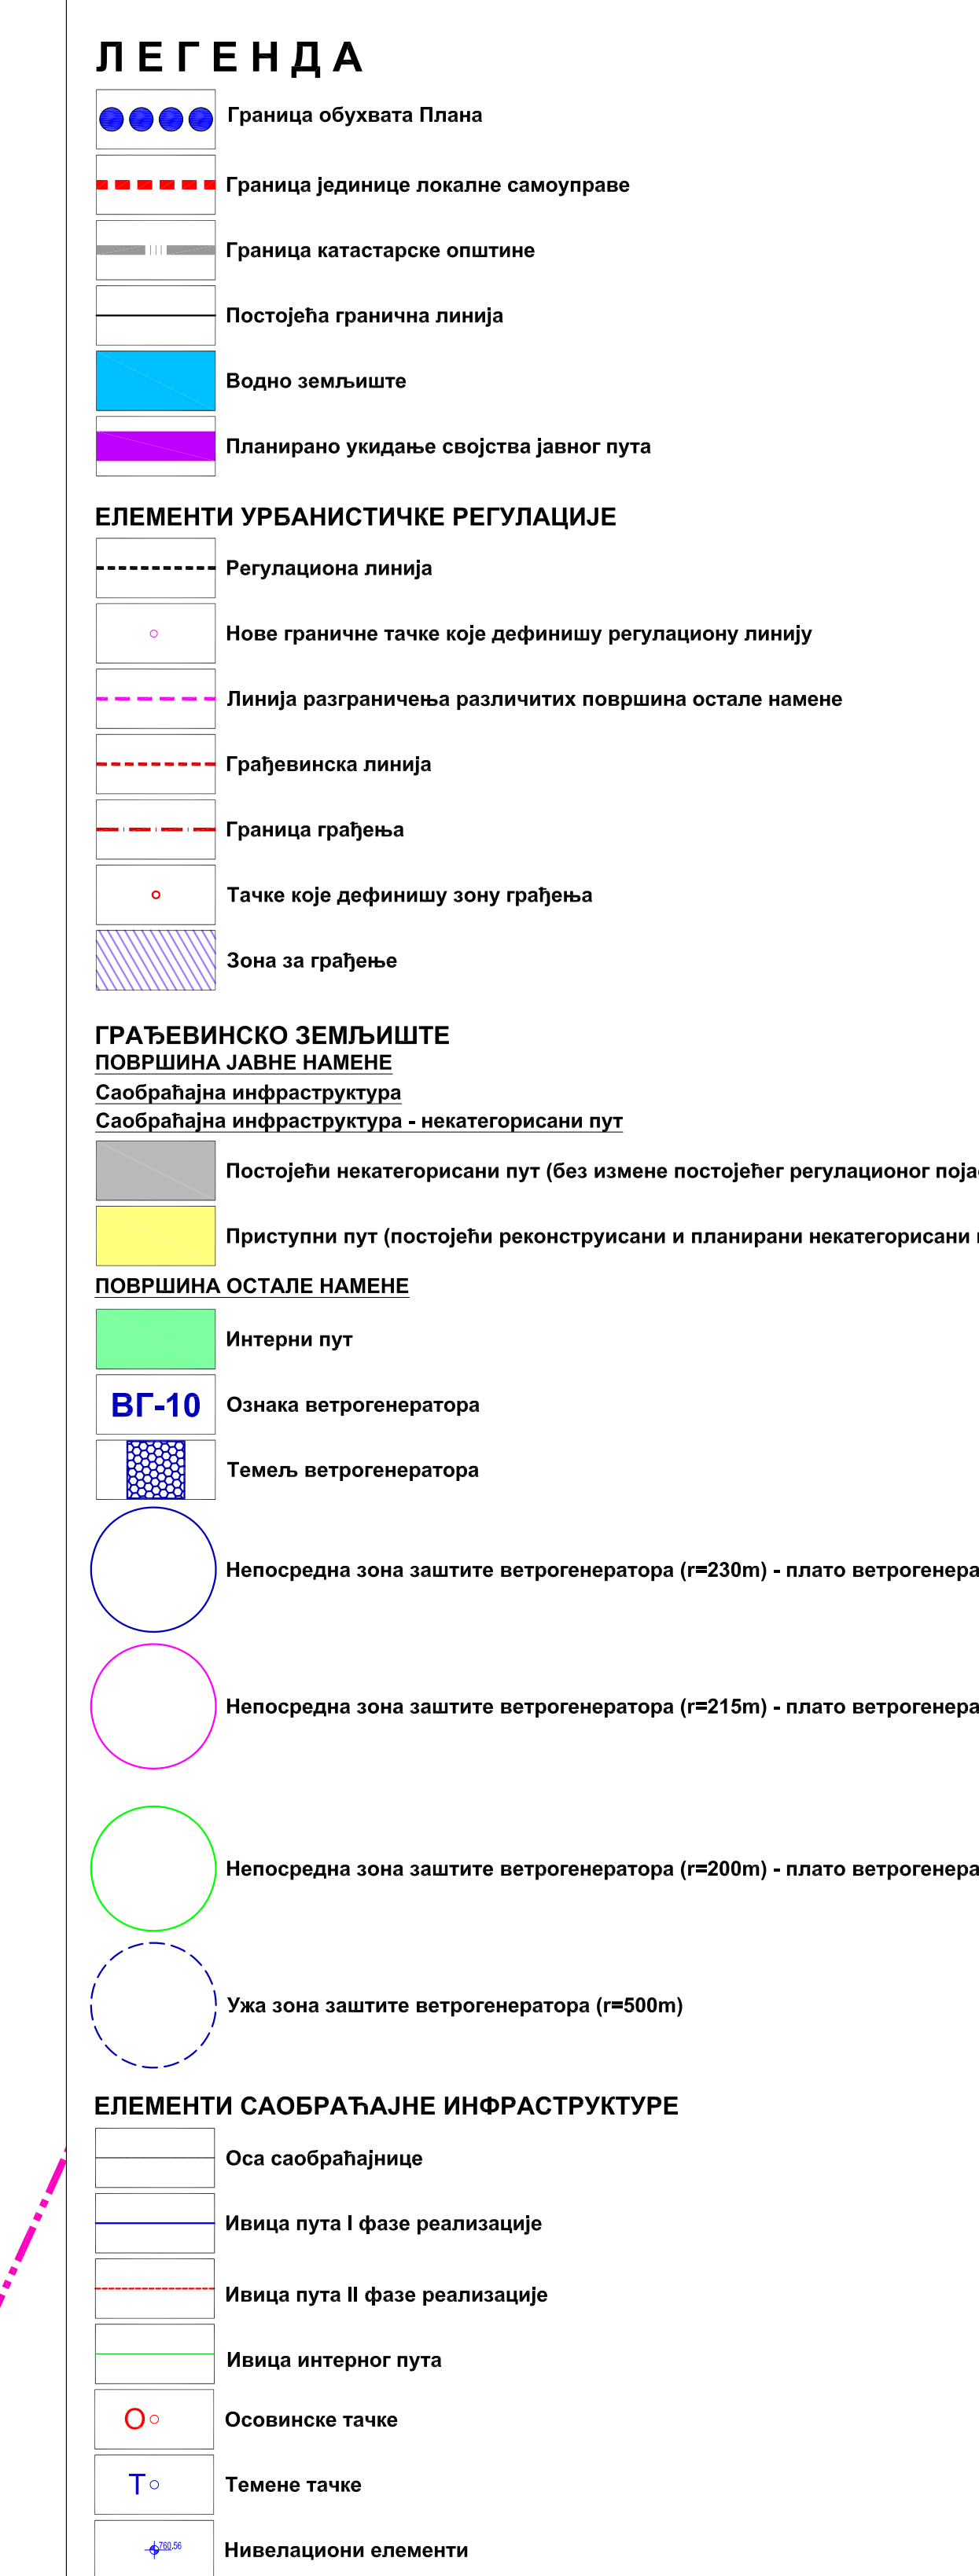 ЛЕГЕНДА
Граница обухвата Плана
Граница јединице локалне самоуправе
Граница катастарске општине
Постојећа гранична линија
Водно земљиште
Планирано укидање својства јавног пута
ЕЛЕМЕНТИ УРБАНИСТИЧКЕ РЕГУЛАЦИЈЕ
Регулациона линија
Нове граничне тачке које дефинишу регулациону линију
Линија разграничења различитих површина остале намене
Грађевинска линија
Граница грађења
Тачке које дефинишу зону грађења
Зона за грађење
ГРАЂЕВИНСКО ЗЕМЉИШТЕ
ПОВРШИНА ЈАВНЕ НАМЕНЕ
Саобраћајна инфраструктура
Саобраћајна инфраструктура - некатегорисани пут
Постојећи некатегорисани пут (без измене постојећег регулационог
Приступни пут (постојећи реконструисани и планирани некатегорисани
ПОВРШИНА ОСТАЛЕ НАМЕНЕ
Интерни пут
ВГ-10 Ознака ветрогенератора
Темељ ветрогенератора
Непосредна зона заштите ветрогенератора (r=230m) - плато
Непосредна зона заштите ветрогенератора (r=215m) - плато
Непосредна зона заштите ветрогенератора (r=200m) - плато
Ужа зона заштите ветрогенератора (r=500m)
ЕЛЕМЕНТИ САОБРАЋАЈНЕ ИНФРАСТРУКТУРЕ
Оса саобраћајнице
Ивица пута I фазе реализације
Ивица пута II фазе реализације
Ивица интерног пута
О Осовинске тачке
Т Темене тачке
760.56 Нивелациони елементи